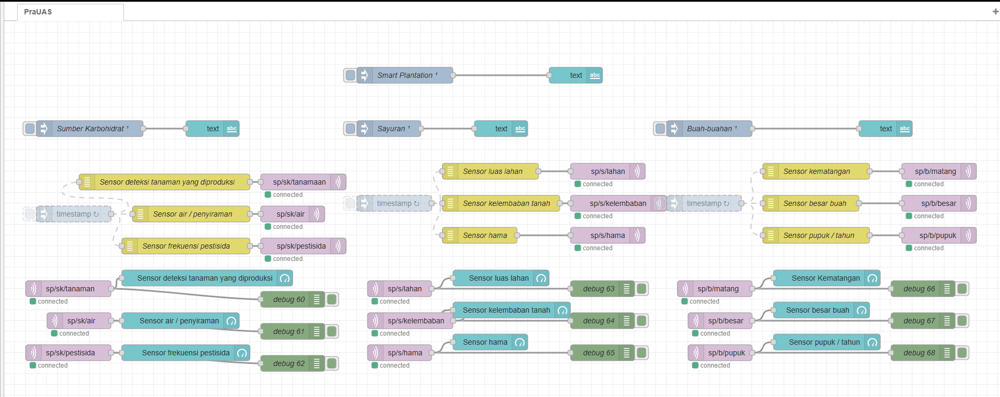 PraUAS
Smart Plantation ¹ text abc
Sumber Karbohidrat ¹ text abc
Sayuran ¹ text abc
Buah-buahan ¹ text abc
Sensor deteksi tanaman yang diproduksi sp/sk/tanamaan
connected
timestamp ↻ Sensor air / penyiraman sp/sk/air
connected
Sensor frekuensi pestisida sp/sk/pestisida
connected
Sensor luas lahan sp/s/lahan
connected
timestamp ↻ Sensor kelembaban tanah sp/s/kelembaban
connected
Sensor hama sp/s/hama
connected
Sensor kematangan sp/b/matang
connected
timestamp ↻ Sensor besar buah sp/b/besar
connected
Sensor pupuk / tahun sp/b/pupuk
connected
Sensor deteksi tanaman yang diproduksi
sp/sk/tanaman
connected
debug 60
sp/sk/air Sensor air / penyiraman
connected
debug 61
sp/sk/pestisida Sensor frekuensi pestisida
connected
debug 62
Sensor luas lahan
sp/s/lahan debug 63
connected
Sensor kelembaban tanah
sp/s/kelembaban debug 64
connected
Sensor hama
sp/s/hama debug 65
connected
Sensor Kematangan
sp/b/matang debug 66
connected
Sensor besar buah
sp/b/besar debug 67
connected
Sensor pupuk / tahun
sp/b/pupuk debug 68
connected